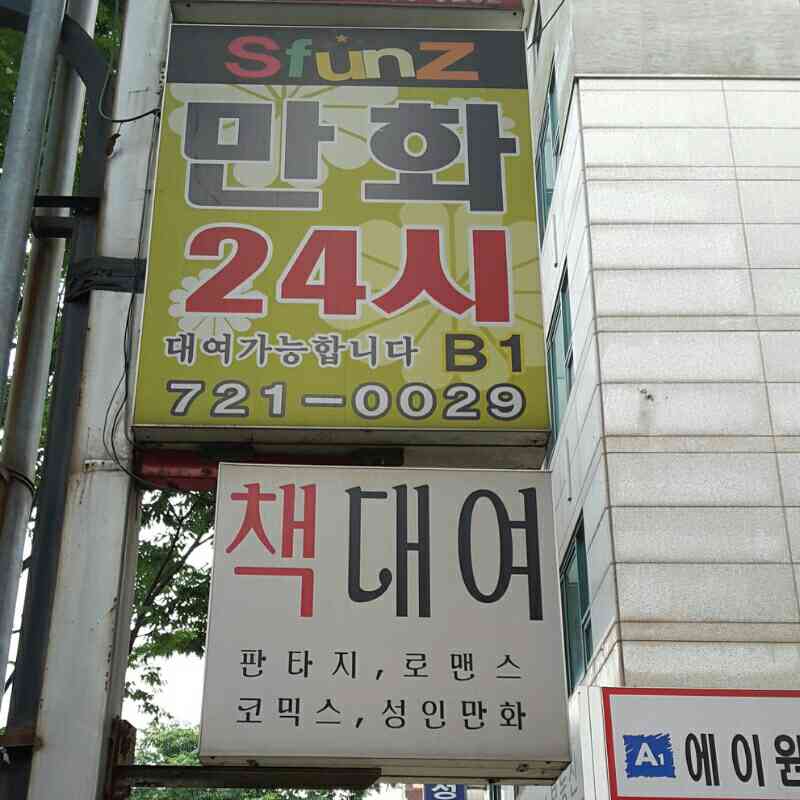 SfunZ
만화
24시
대여가능합니다 B1
721-0029
책대여
판타지, 로맨스
코믹스, 성인만화
A1 에이원
성